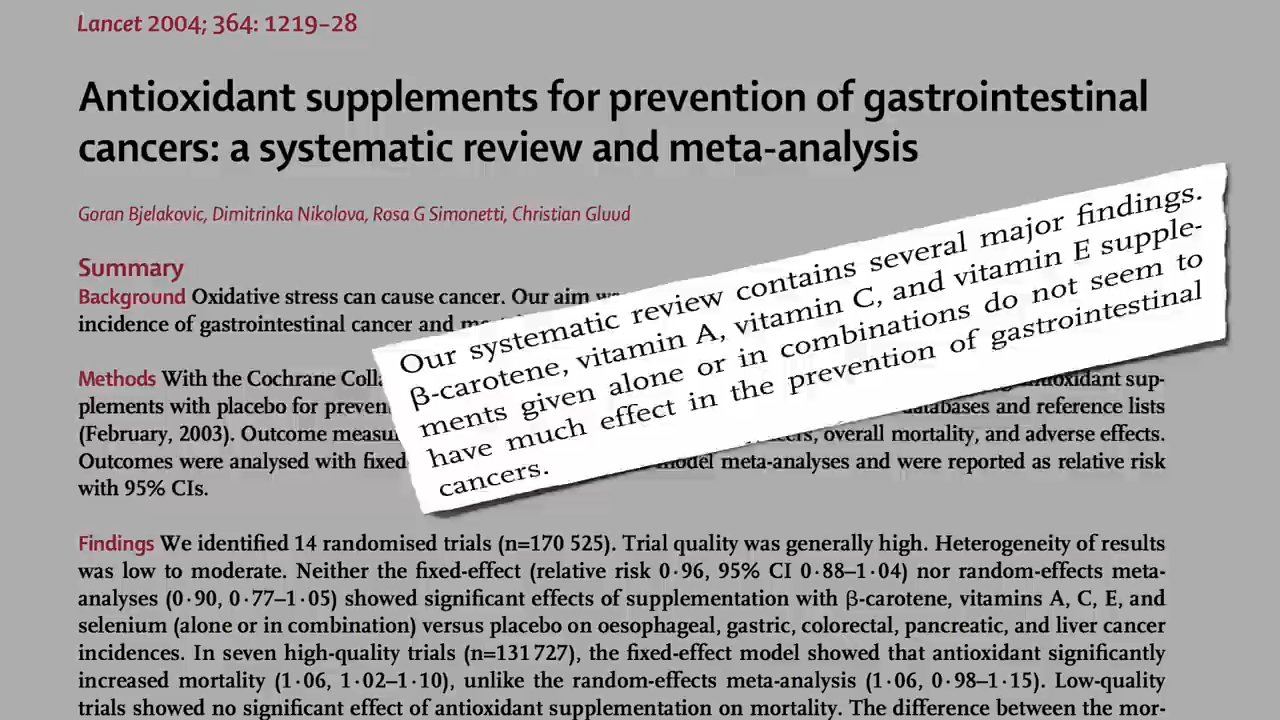 Lancet 2004; 364: 1219–28
Antioxidant supplements for prevention of gastrointestinal
cancers: a systematic review and meta-analysis
Goran Bjelakovic, Dimitrinka Nikolova, Rosa G Simonetti, Christian Gluud
Summary
Background Oxidative stress can cause cancer. Our aim
incidence of gastrointestinal cancer and
Methods With the Cochrane
plements with placebo for
(February, 2003). Outcome
Outcomes were analysed with
with 95% CIs.
Our systematic review contains several major findings.
β-carotene, vitamin A, vitamin C, and vitamin E supple-
ments given alone or in combinations do not seem to
have much effect in the prevention of gastrointestinal
cancers.
sup-
and reference lists
overall mortality, and adverse effects.
meta-analyses and were reported as relative risk
Findings We identified 14 randomised trials (n=170 525). Trial quality was generally high. Heterogeneity of results
was low to moderate. Neither the fixed-effect (relative risk 0·96, 95% CI 0·88–1·04) nor random-effects meta-
analyses (0·90, 0·77–1·05) showed significant effects of supplementation with β-carotene, vitamins A, C, E, and
selenium (alone or in combination) versus placebo on oesophageal, gastric, colorectal, pancreatic, and liver cancer
incidences. In seven high-quality trials (n=131 727), the fixed-effect model showed that antioxidant significantly
increased mortality (1·06, 1·02–1·10), unlike the random-effects meta-analysis (1·06, 0·98–1·15). Low-quality
trials showed no significant effect of antioxidant supplementation on mortality. The difference between the mor-